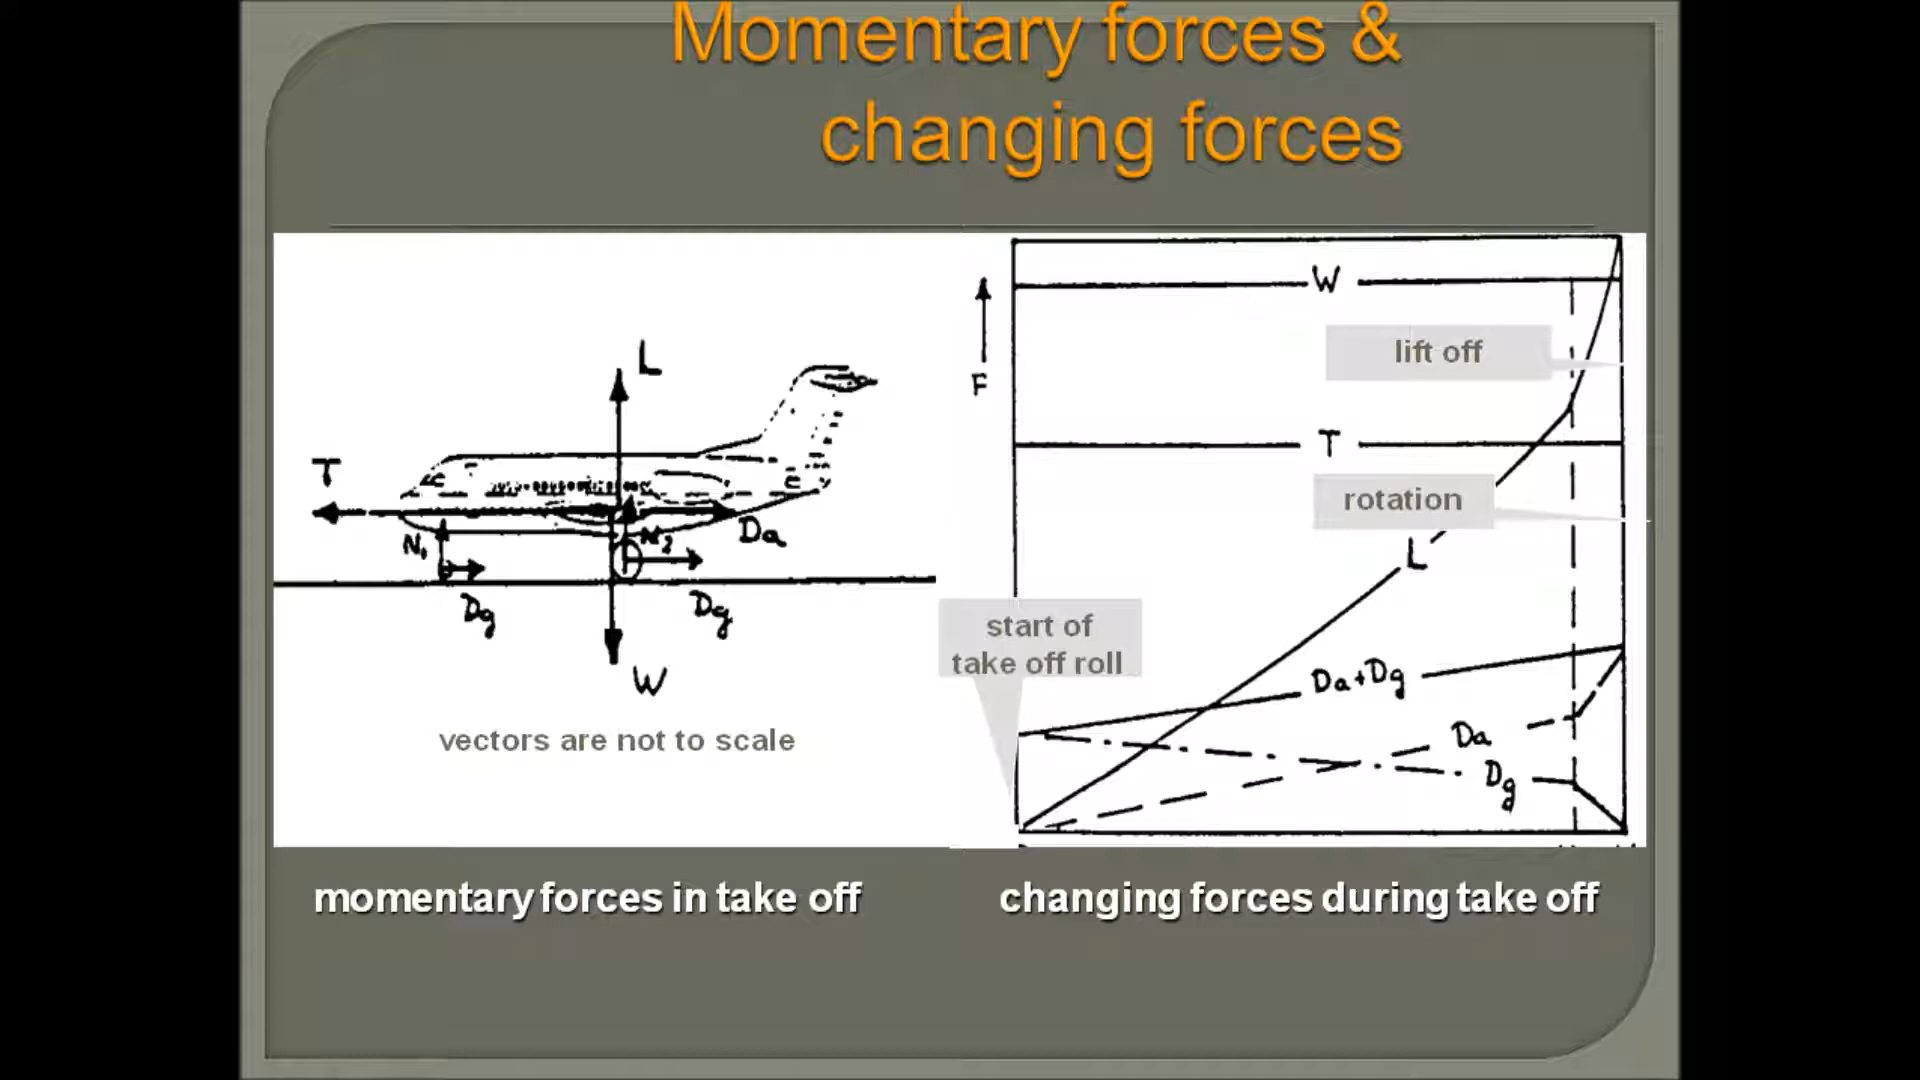 Momentary forces &
changing forces
L
T
N₁
N₂
Da
Dg
Dg
W
vectors are not to scale
F
W
lift off
T
rotation
L
start of
take off roll
Da+Dg
Da
Dg
momentary forces in take off
changing forces during take off